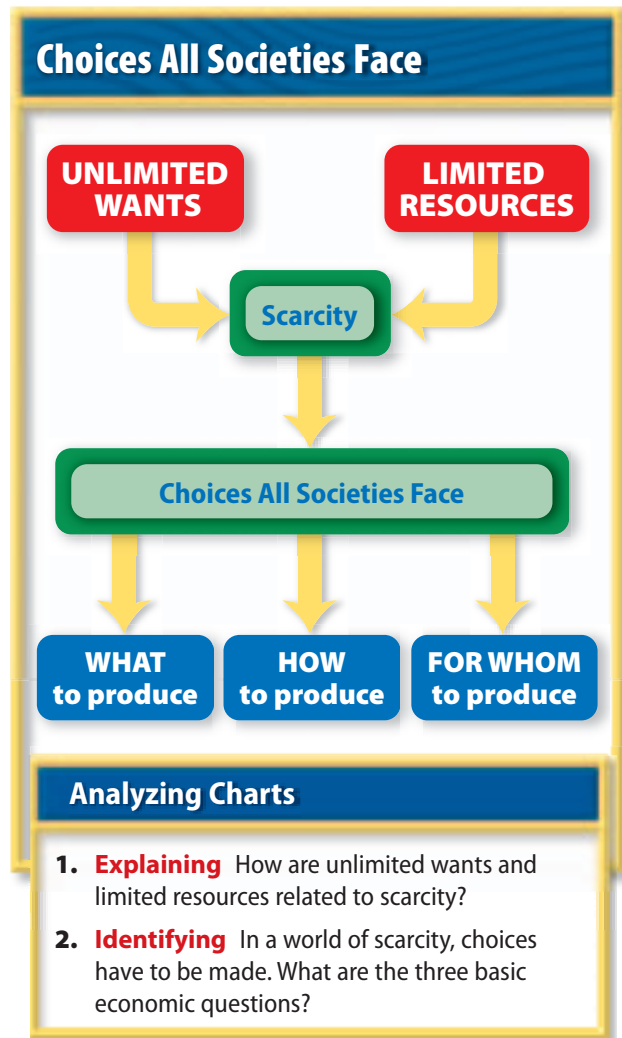 Choices All Societies Face
UNLIMITED
WANTS
LIMITED
RESOURCES
Scarcity
Choices All Societies Face
WHAT
to produce
HOW
to produce
FOR WHOM
to produce
Analyzing Charts
1. Explaining How are unlimited wants and
limited resources related to scarcity?
2. Identifying In a world of scarcity, choices
have to be made. What are the three basic
economic questions?